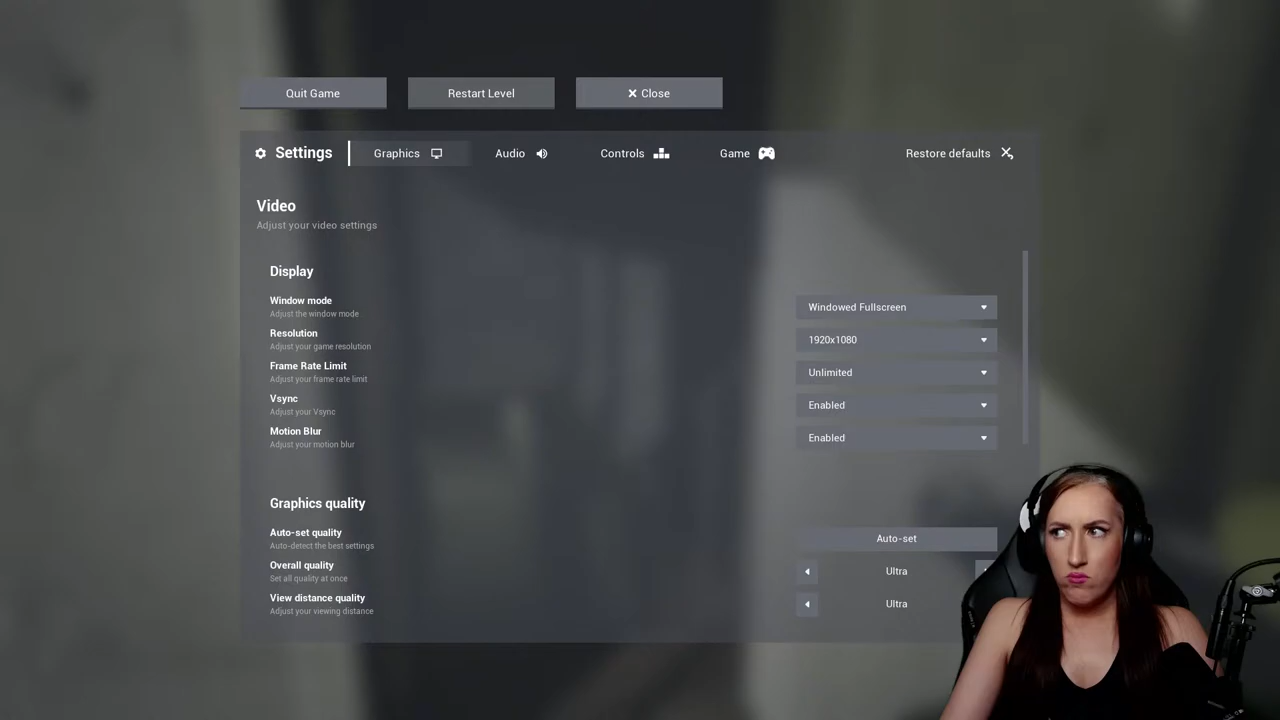 Quit Game
Restart Level
✕ Close
Settings
Graphics
Audio
Controls
Game
Restore defaults
Video
Adjust your video settings
Display
Window mode
Adjust the window mode
Windowed Fullscreen
Resolution
Adjust your game resolution
1920x1080
Frame Rate Limit
Adjust your frame rate limit
Unlimited
Vsync
Adjust your Vsync
Enabled
Motion Blur
Adjust your motion blur
Enabled
Graphics quality
Auto-set quality
Auto-detect the best settings
Auto-set
Overall quality
Set all quality at once
Ultra
View distance quality
Adjust your viewing distance
Ultra